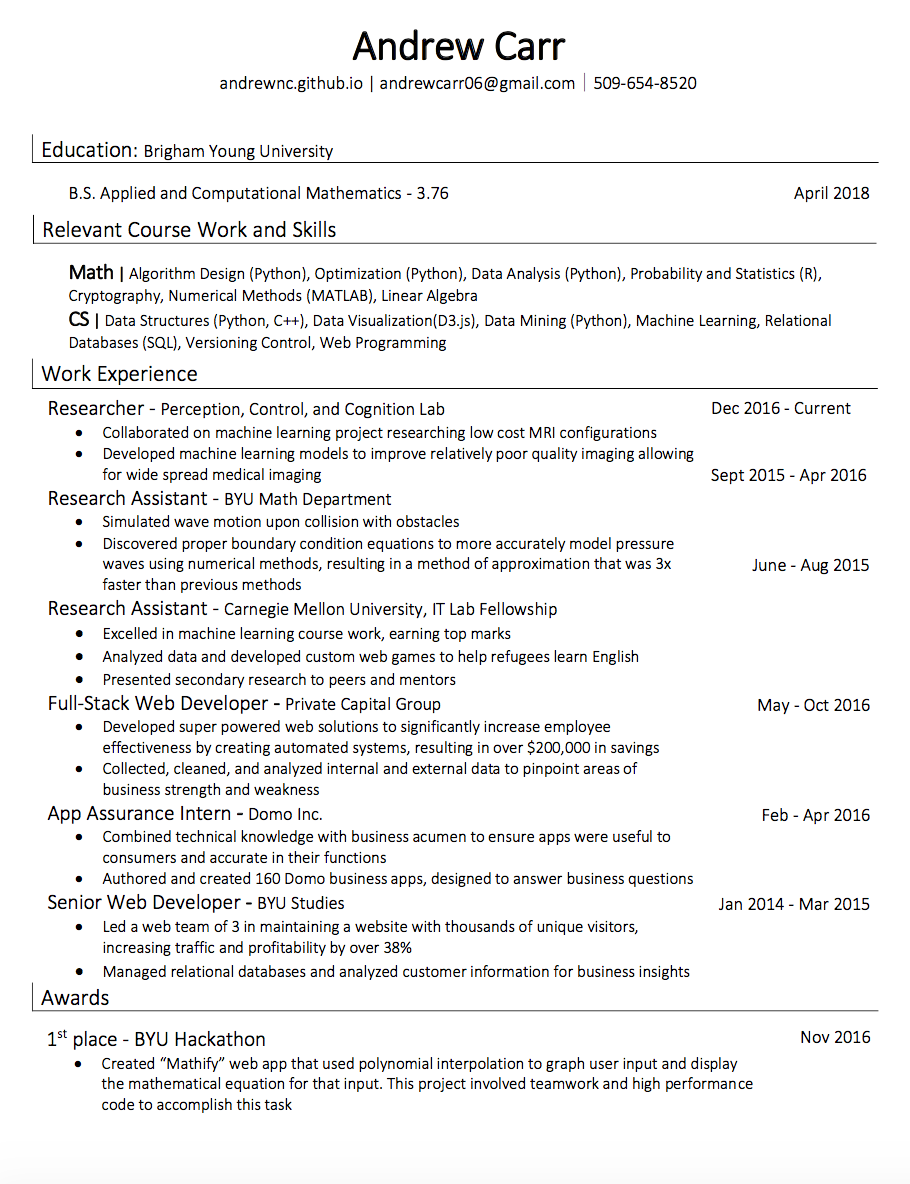 Andrew Carr
andrewnc.github.io | andrewcarr06@gmail.com | 509-654-8520
Education: Brigham Young University
B.S. Applied and Computational Mathematics - 3.76 April 2018
Relevant Course Work and Skills
Math | Algorithm Design (Python), Optimization (Python), Data Analysis (Python), Probability and Statistics (R),
Cryptography, Numerical Methods (MATLAB), Linear Algebra
CS | Data Structures (Python, C++), Data Visualization(D3.js), Data Mining (Python), Machine Learning, Relational
Databases (SQL), Versioning Control, Web Programming
Work Experience
Researcher - Perception, Control, and Cognition Lab Dec 2016 - Current
• Collaborated on machine learning project researching low cost MRI configurations
• Developed machine learning models to improve relatively poor quality imaging allowing
for wide spread medical imaging Sept 2015 - Apr 2016
Research Assistant - BYU Math Department
• Simulated wave motion upon collision with obstacles
• Discovered proper boundary condition equations to more accurately model pressure
waves using numerical methods, resulting in a method of approximation that was 3x June - Aug 2015
faster than previous methods
Research Assistant - Carnegie Mellon University, IT Lab Fellowship
• Excelled in machine learning course work, earning top marks
• Analyzed data and developed custom web games to help refugees learn English
• Presented secondary research to peers and mentors
Full-Stack Web Developer - Private Capital Group May - Oct 2016
• Developed super powered web solutions to significantly increase employee
effectiveness by creating automated systems, resulting in over $200,000 in savings
• Collected, cleaned, and analyzed internal and external data to pinpoint areas of
business strength and weakness
App Assurance Intern - Domo Inc. Feb - Apr 2016
• Combined technical knowledge with business acumen to ensure apps were useful to
consumers and accurate in their functions
• Authored and created 160 Domo business apps, designed to answer business questions
Senior Web Developer - BYU Studies Jan 2014 - Mar 2015
• Led a web team of 3 in maintaining a website with thousands of unique visitors,
increasing traffic and profitability by over 38%
• Managed relational databases and analyzed customer information for business insights
Awards
1st place - BYU Hackathon Nov 2016
• Created “Mathify” web app that used polynomial interpolation to graph user input and display
the mathematical equation for that input. This project involved teamwork and high performance
code to accomplish this task